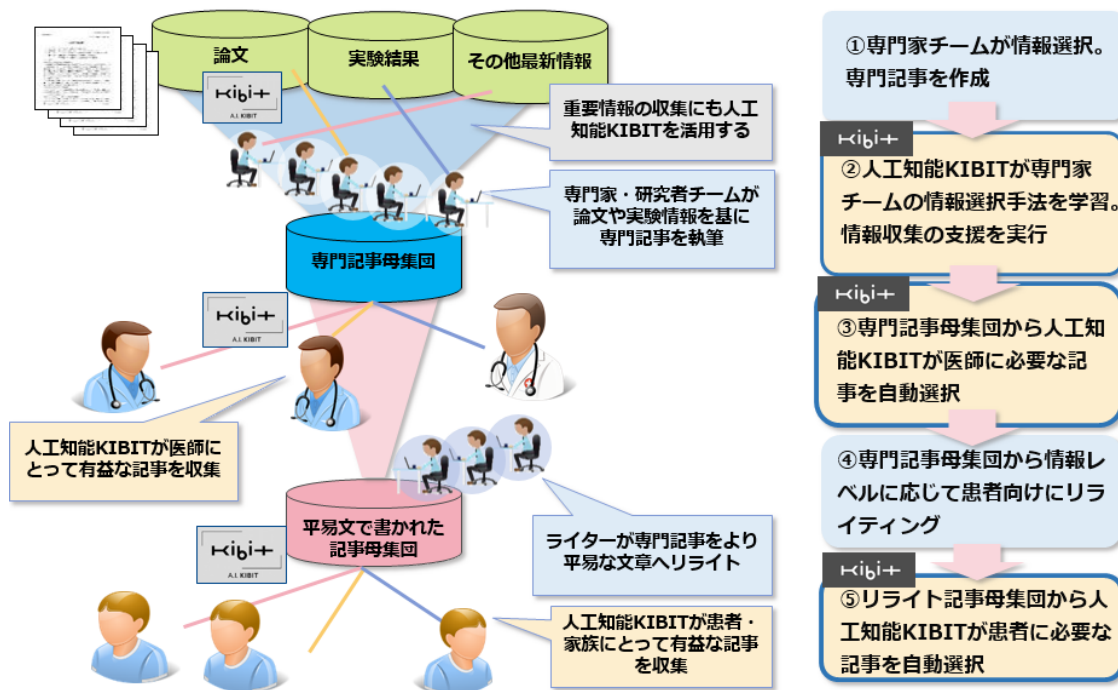 論文
実験結果
その他最新情報
Kibit
A.I. KIBIT
重要情報の収集にも人工
知能KIBITを活用する
専門家・研究者チームが
論文や実験情報を基に
専門記事を執筆
専門記事母集団
Kibit
A.I. KIBIT
人工知能KIBITが医師に
とって有益な記事を収集
平易文で書かれた
記事母集団
Kibit
A.I. KIBIT
ライターが専門記事をより
平易な文章へリライト
人工知能KIBITが患者・
家族にとって有益な記事
を収集
①専門家チームが情報選択。
専門記事を作成
Kibit
②人工知能KIBITが専門家
チームの情報選択手法を学習。
情報収集の支援を実行
Kibit
③専門記事母集団から人工知
能KIBITが医師に必要な記
事を自動選択
④専門記事母集団から情報レ
ベルに応じて患者向けにリラ
イティング
Kibit
⑤リライト記事母集団から人
工知能KIBITが患者に必要な
記事を自動選択